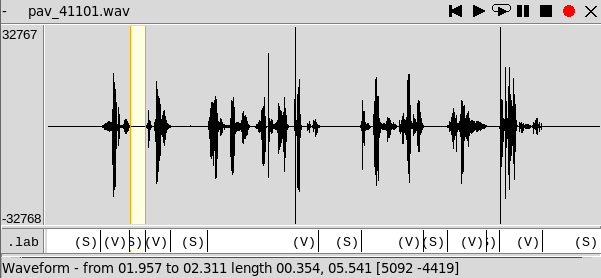 - pav_41101.wav
32767
-32768
.lab (S) (V) S) (V) (S) (V) (S) (V) (S) (V) S) (V) (S)
Waveform - from 01.957 to 02.311 length 00.354, 05.541 [5092 -4419]